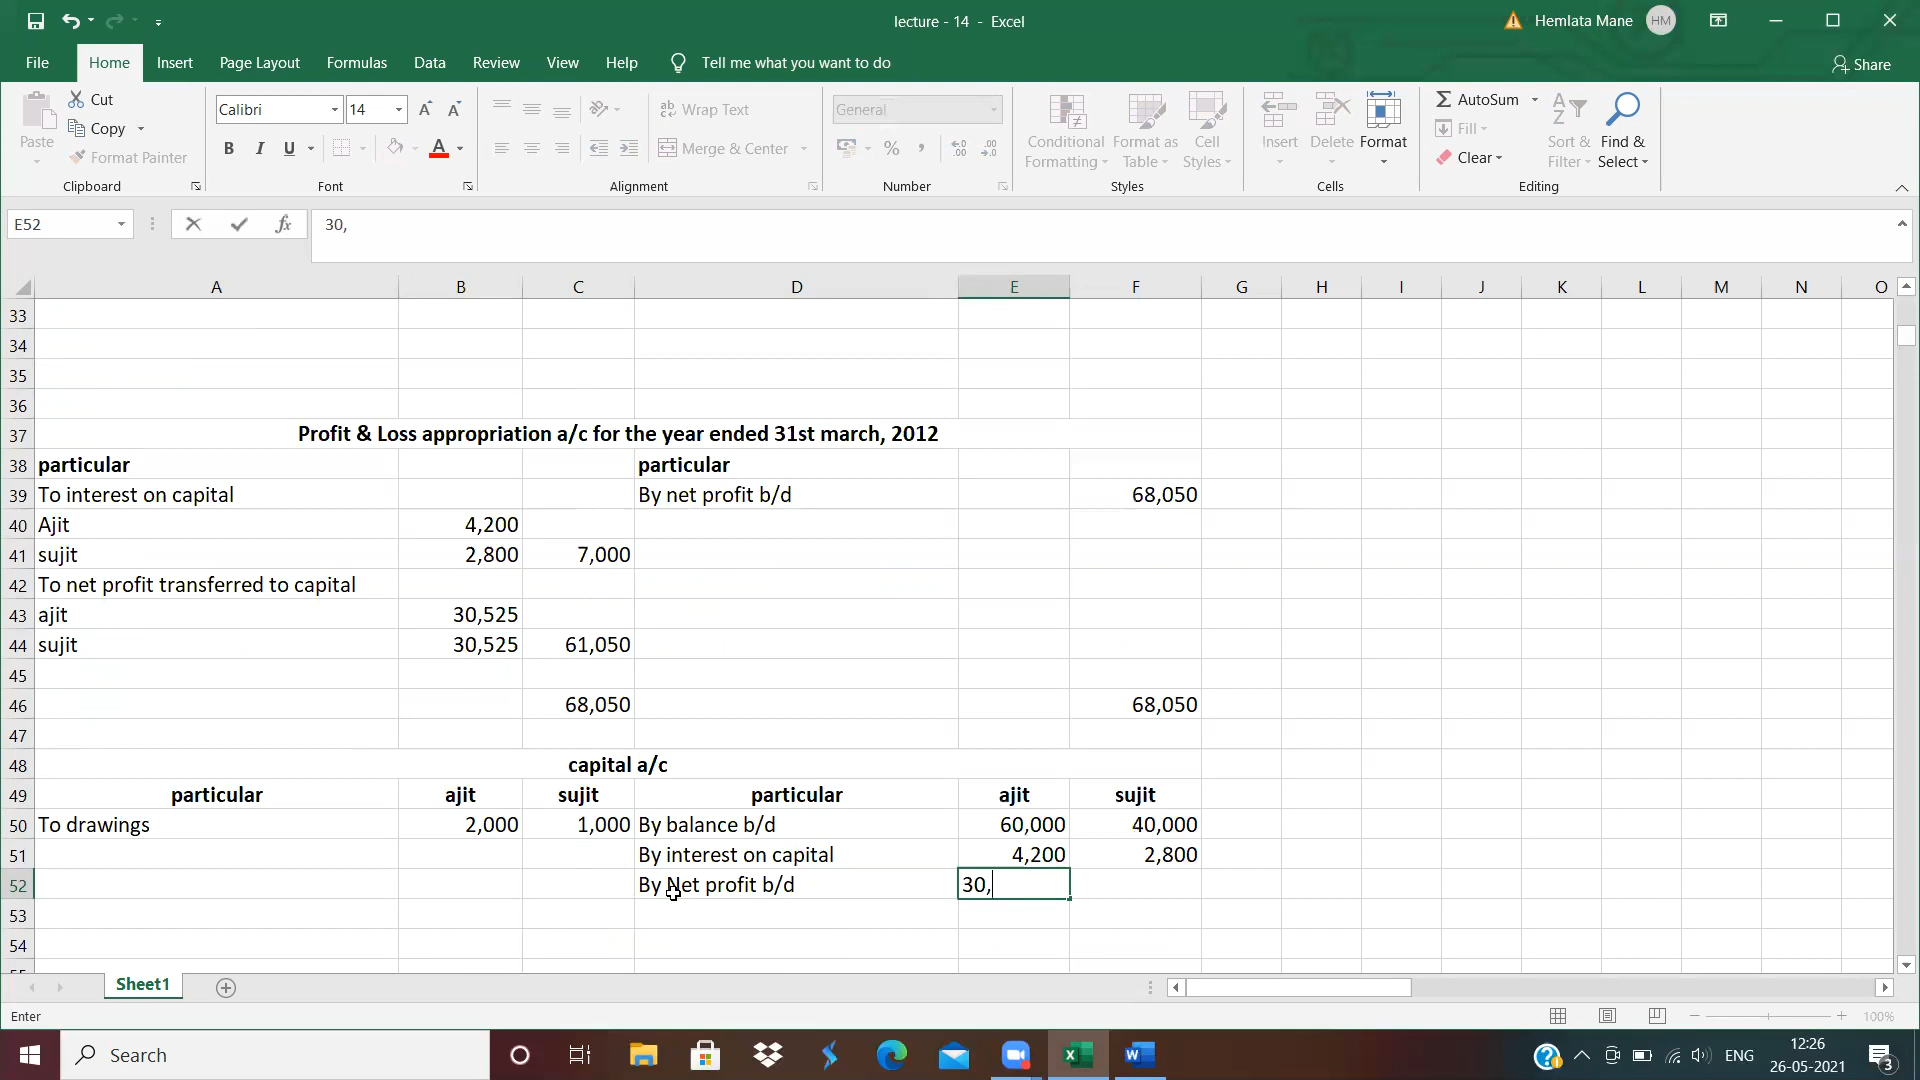 lecture - 14 - Excel
Hemlata Mane HM
File Home Insert Page Layout Formulas Data Review View Help Tell me what you want to do Share
Cut
Copy
Format Painter
Paste
Clipboard
Calibri 14 A A
B I U A
Font
Wrap Text
Merge & Center
Alignment
General
% ,
Number
Conditional Formatting
Format as Table
Cell Styles
Styles
Insert Delete Format
Cells
AutoSum
Fill
Clear
Sort & Filter
Find & Select
Editing
E52 fx 30,
A B C D E F G H I J K L M N O
33
34
35
36
37 Profit & Loss appropriation a/c for the year ended 31st march, 2012
38 particular particular
39 To interest on capital By net profit b/d 68,050
40 Ajit 4,200
41 sujit 2,800 7,000
42 To net profit transferred to capital
43 ajit 30,525
44 sujit 30,525 61,050
45
46 68,050 68,050
47
48 capital a/c
49 particular ajit sujit particular ajit sujit
50 To drawings 2,000 1,000 By balance b/d 60,000 40,000
51 By interest on capital 4,200 2,800
52 By Net profit b/d 30,
53
54
Sheet1
Enter 100%
Search ENG 12:26
26-05-2021 3